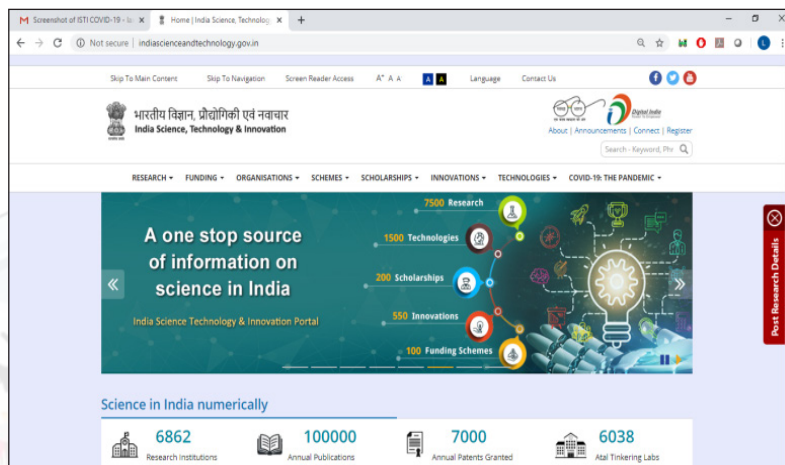 Screenshot of ISTI COVID-19 - Is
Home | India Science, Technolog
Not secure | indiascienceandtechnology.gov.in
Skip To Main Content Skip To Navigation Screen Reader Access A+ A A A A Language Contact Us
भारतीय विज्ञान, प्रौद्योगिकी एवं नवाचार
India Science, Technology & Innovation
Digital India
About | Announcements | Connect | Register
Search - Keyword, Phr
RESEARCH FUNDING ORGANISATIONS SCHEMES SCHOLARSHIPS INNOVATIONS TECHNOLOGIES COVID-19: THE PANDEMIC
A one stop source
of information on
science in India
India Science Technology & Innovation Portal
7500 Research
1500 Technologies
200 Scholarships
550 Innovations
100 Funding Schemes
Post Research Details
Science in India numerically
6862
Research Institutions
100000
Annual Publications
7000
Annual Patents Granted
6038
Atal Tinkering Labs